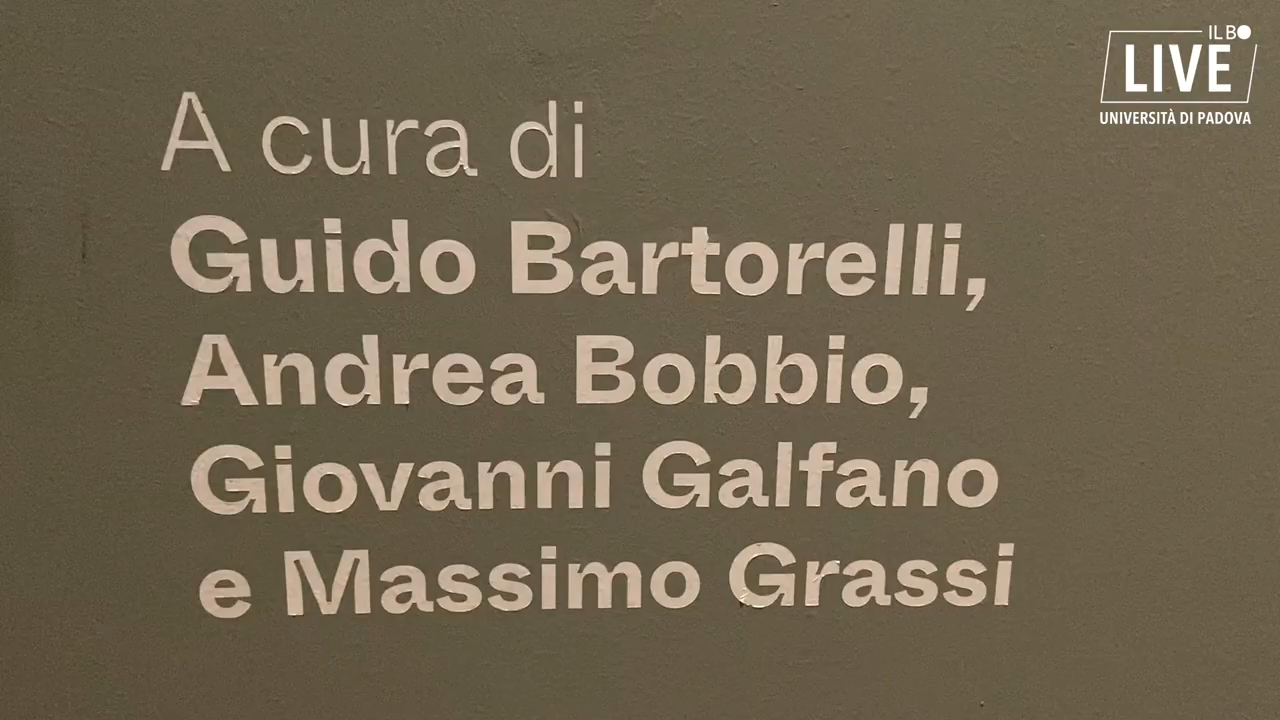 IL BO
LIVE
UNIVERSITÀ DI PADOVA
A cura di
Guido Bartorelli,
Andrea Bobbio,
Giovanni Galfano
e Massimo Grassi